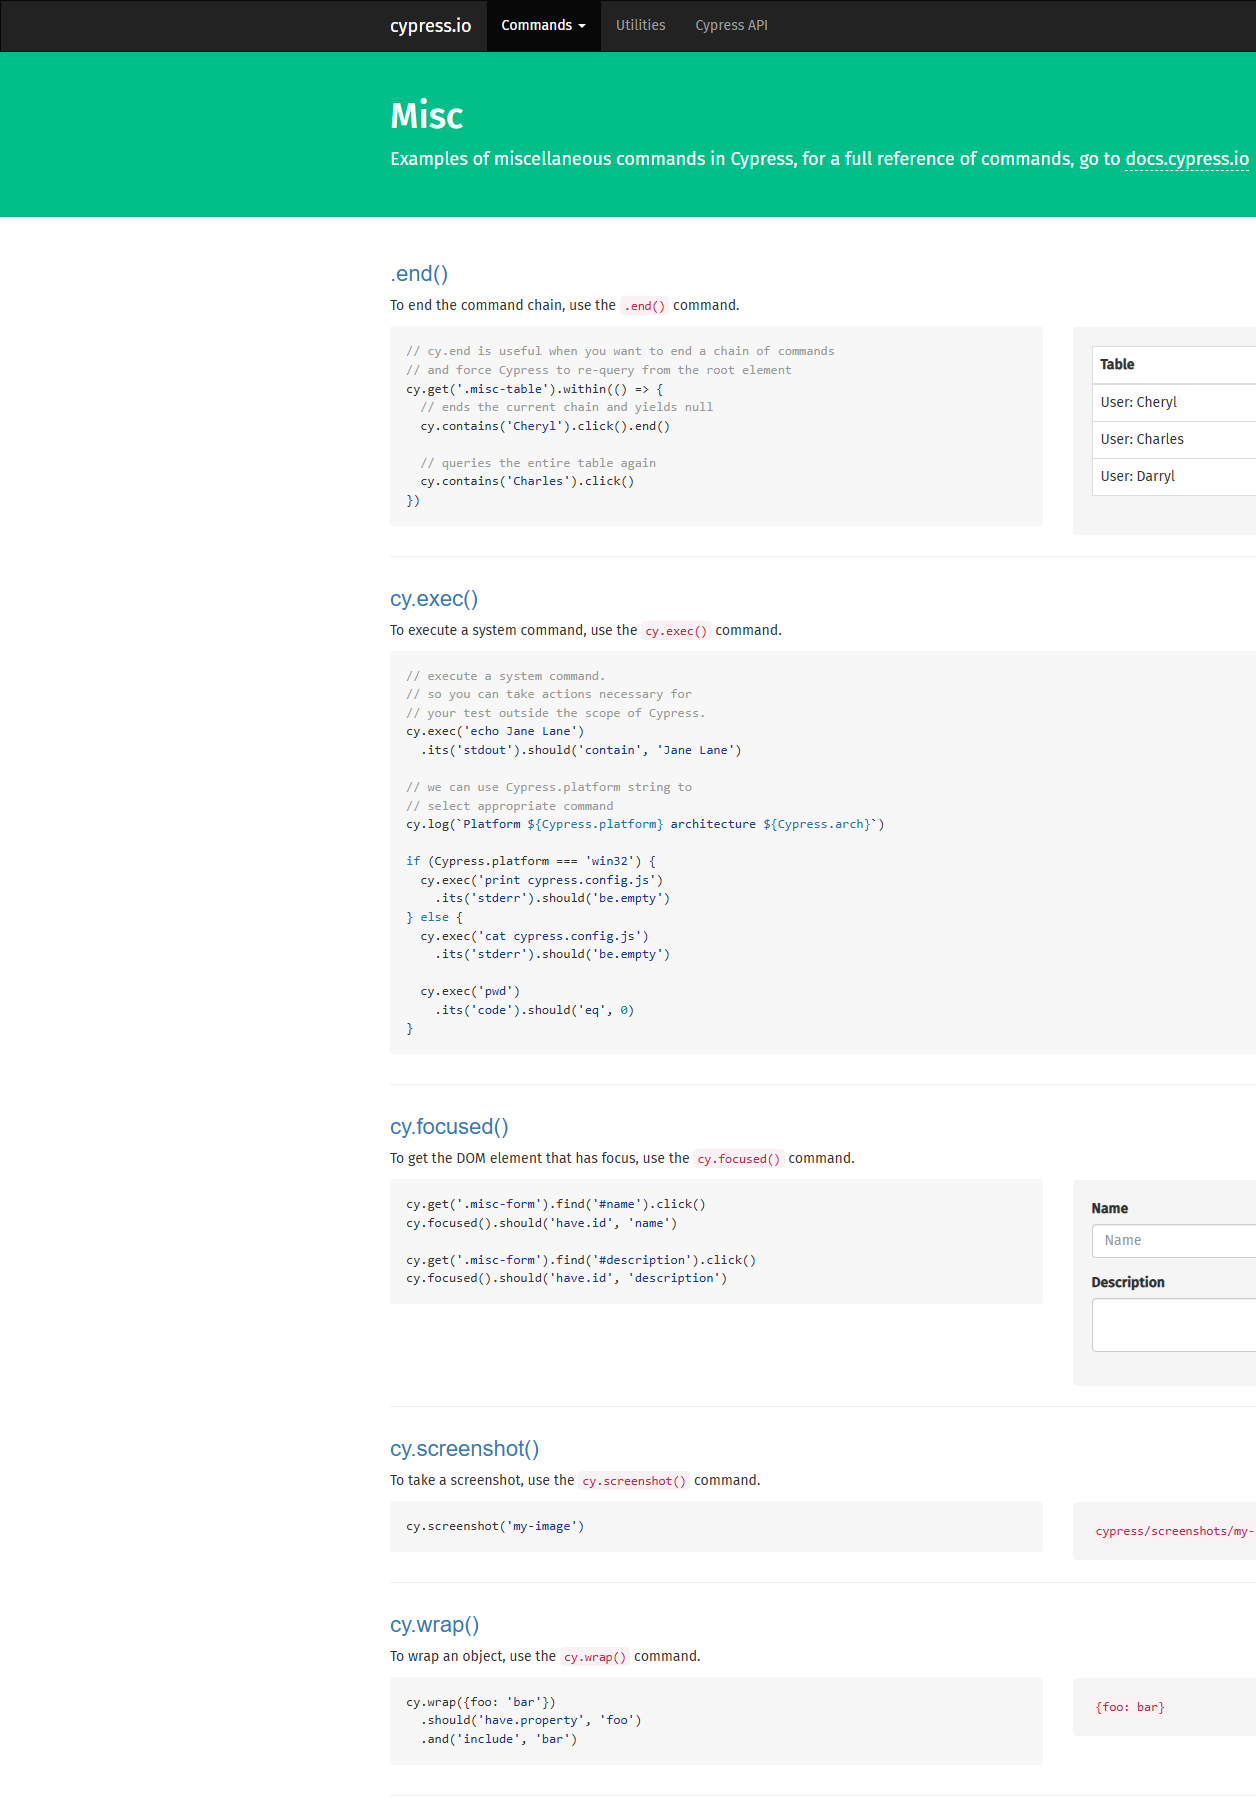 cypress.io Commands Utilities Cypress API
Misc
Examples of miscellaneous commands in Cypress, for a full reference of commands, go to docs.cypress.io
.end()
To end the command chain, use the .end() command.
// cy.end is useful when you want to end a chain of commands
// and force Cypress to re-query from the root element
cy.get('.misc-table').within(() => {
  // ends the current chain and yields null
  cy.contains('Cheryl').click().end()
  // queries the entire table again
  cy.contains('Charles').click()
})
Table
User: Cheryl
User: Charles
User: Darryl
cy.exec()
To execute a system command, use the cy.exec() command.
// execute a system command.
// so you can take actions necessary for
// your test outside the scope of Cypress.
cy.exec('echo Jane Lane')
  .its('stdout').should('contain', 'Jane Lane')
// we can use Cypress.platform string to
// select appropriate command
cy.log(`Platform ${Cypress.platform} architecture ${Cypress.arch}`)
if (Cypress.platform === 'win32') {
  cy.exec('print cypress.config.js')
    .its('stderr').should('be.empty')
} else {
  cy.exec('cat cypress.config.js')
    .its('stderr').should('be.empty')
  cy.exec('pwd')
    .its('code').should('eq', 0)
}
cy.focused()
To get the DOM element that has focus, use the cy.focused() command.
cy.get('.misc-form').find('#name').click()
cy.focused().should('have.id', 'name')
cy.get('.misc-form').find('#description').click()
cy.focused().should('have.id', 'description')
Name
Name
Description
cy.screenshot()
To take a screenshot, use the cy.screenshot() command.
cy.screenshot('my-image')
cypress/screenshots/my-
cy.wrap()
To wrap an object, use the cy.wrap() command.
cy.wrap({foo: 'bar'})
  .should('have.property', 'foo')
  .and('include', 'bar')
{foo: bar}